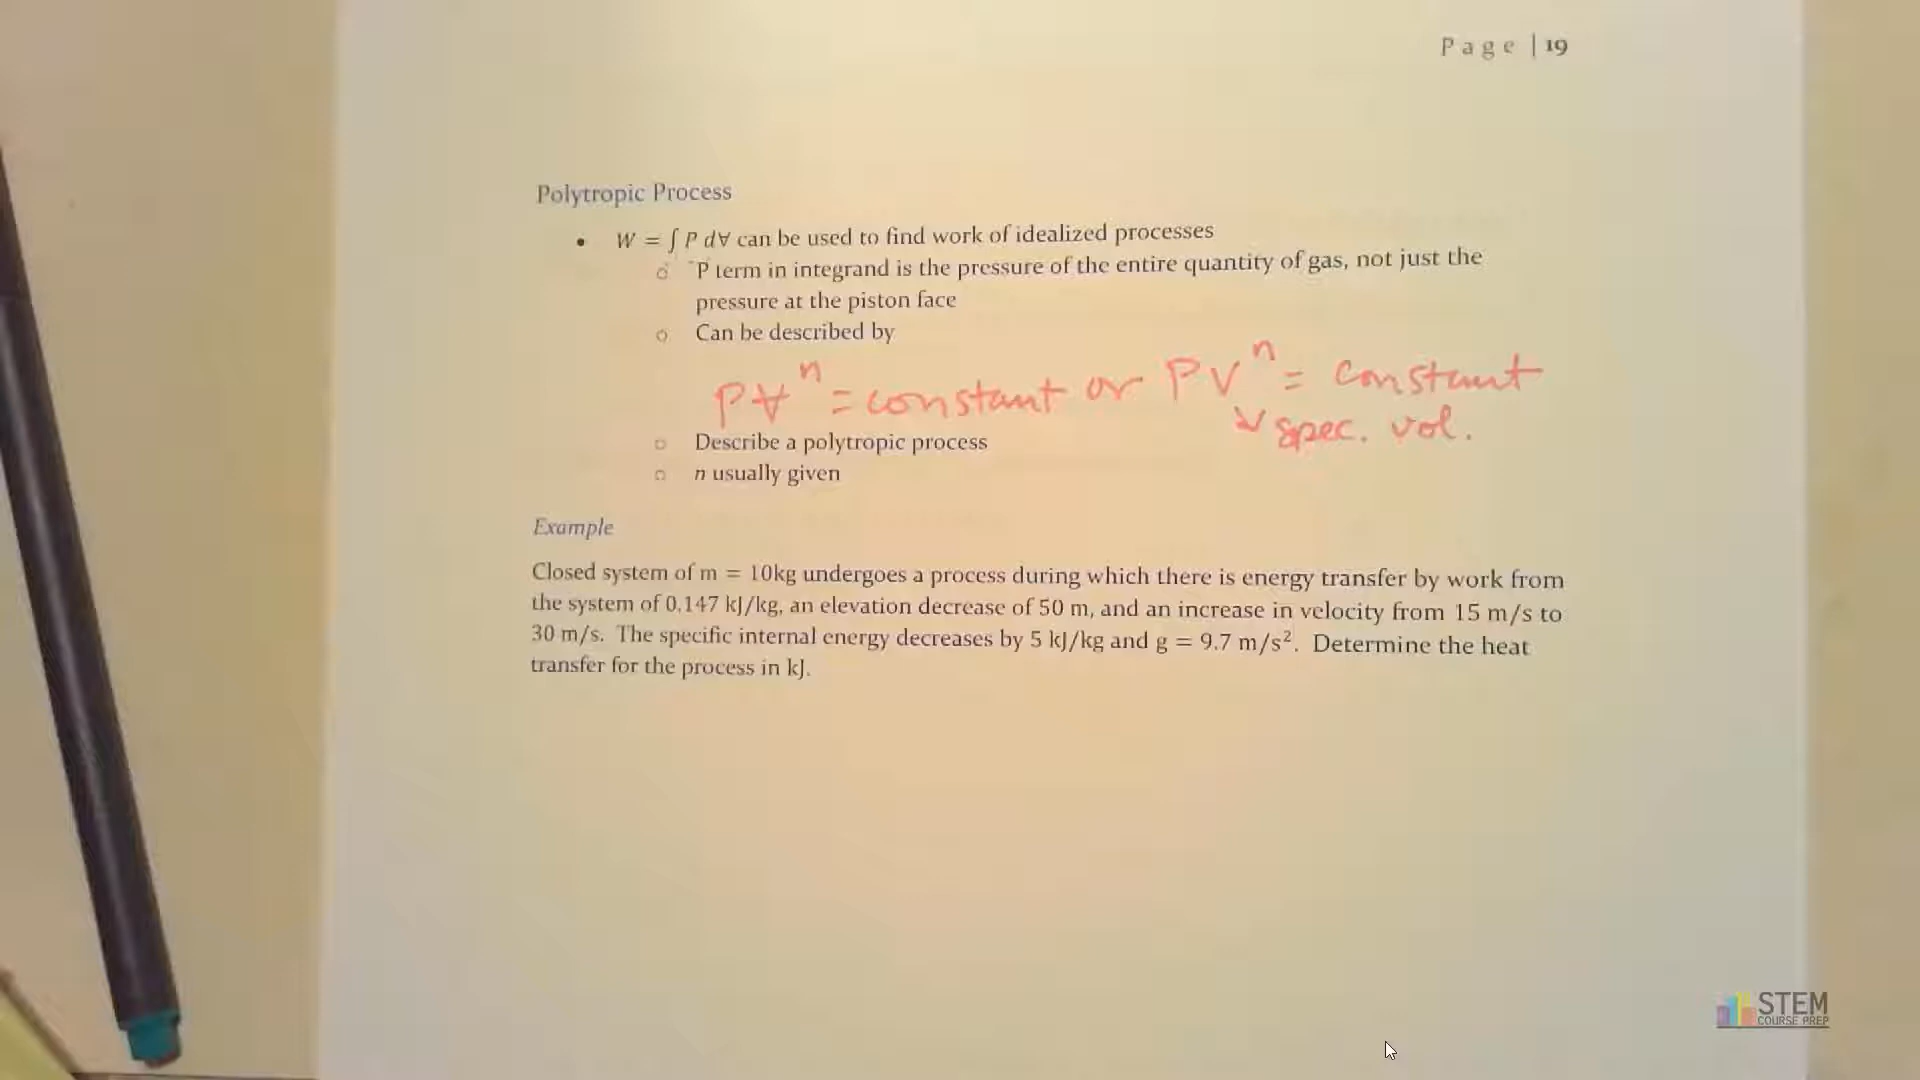 Page | 19
Polytropic Process
• W = ∫ P d∀ can be used to find work of idealized processes
o P term in integrand is the pressure of the entire quantity of gas, not just the
pressure at the piston face
o Can be described by
P∀ⁿ = constant or Pvⁿ = constant
↘ spec. vol.
o Describe a polytropic process
o n usually given
Example
Closed system of m = 10kg undergoes a process during which there is energy transfer by work from
the system of 0.147 kJ/kg, an elevation decrease of 50 m, and an increase in velocity from 15 m/s to
30 m/s. The specific internal energy decreases by 5 kJ/kg and g = 9.7 m/s². Determine the heat
transfer for the process in kJ.
STEM
COURSE PREP